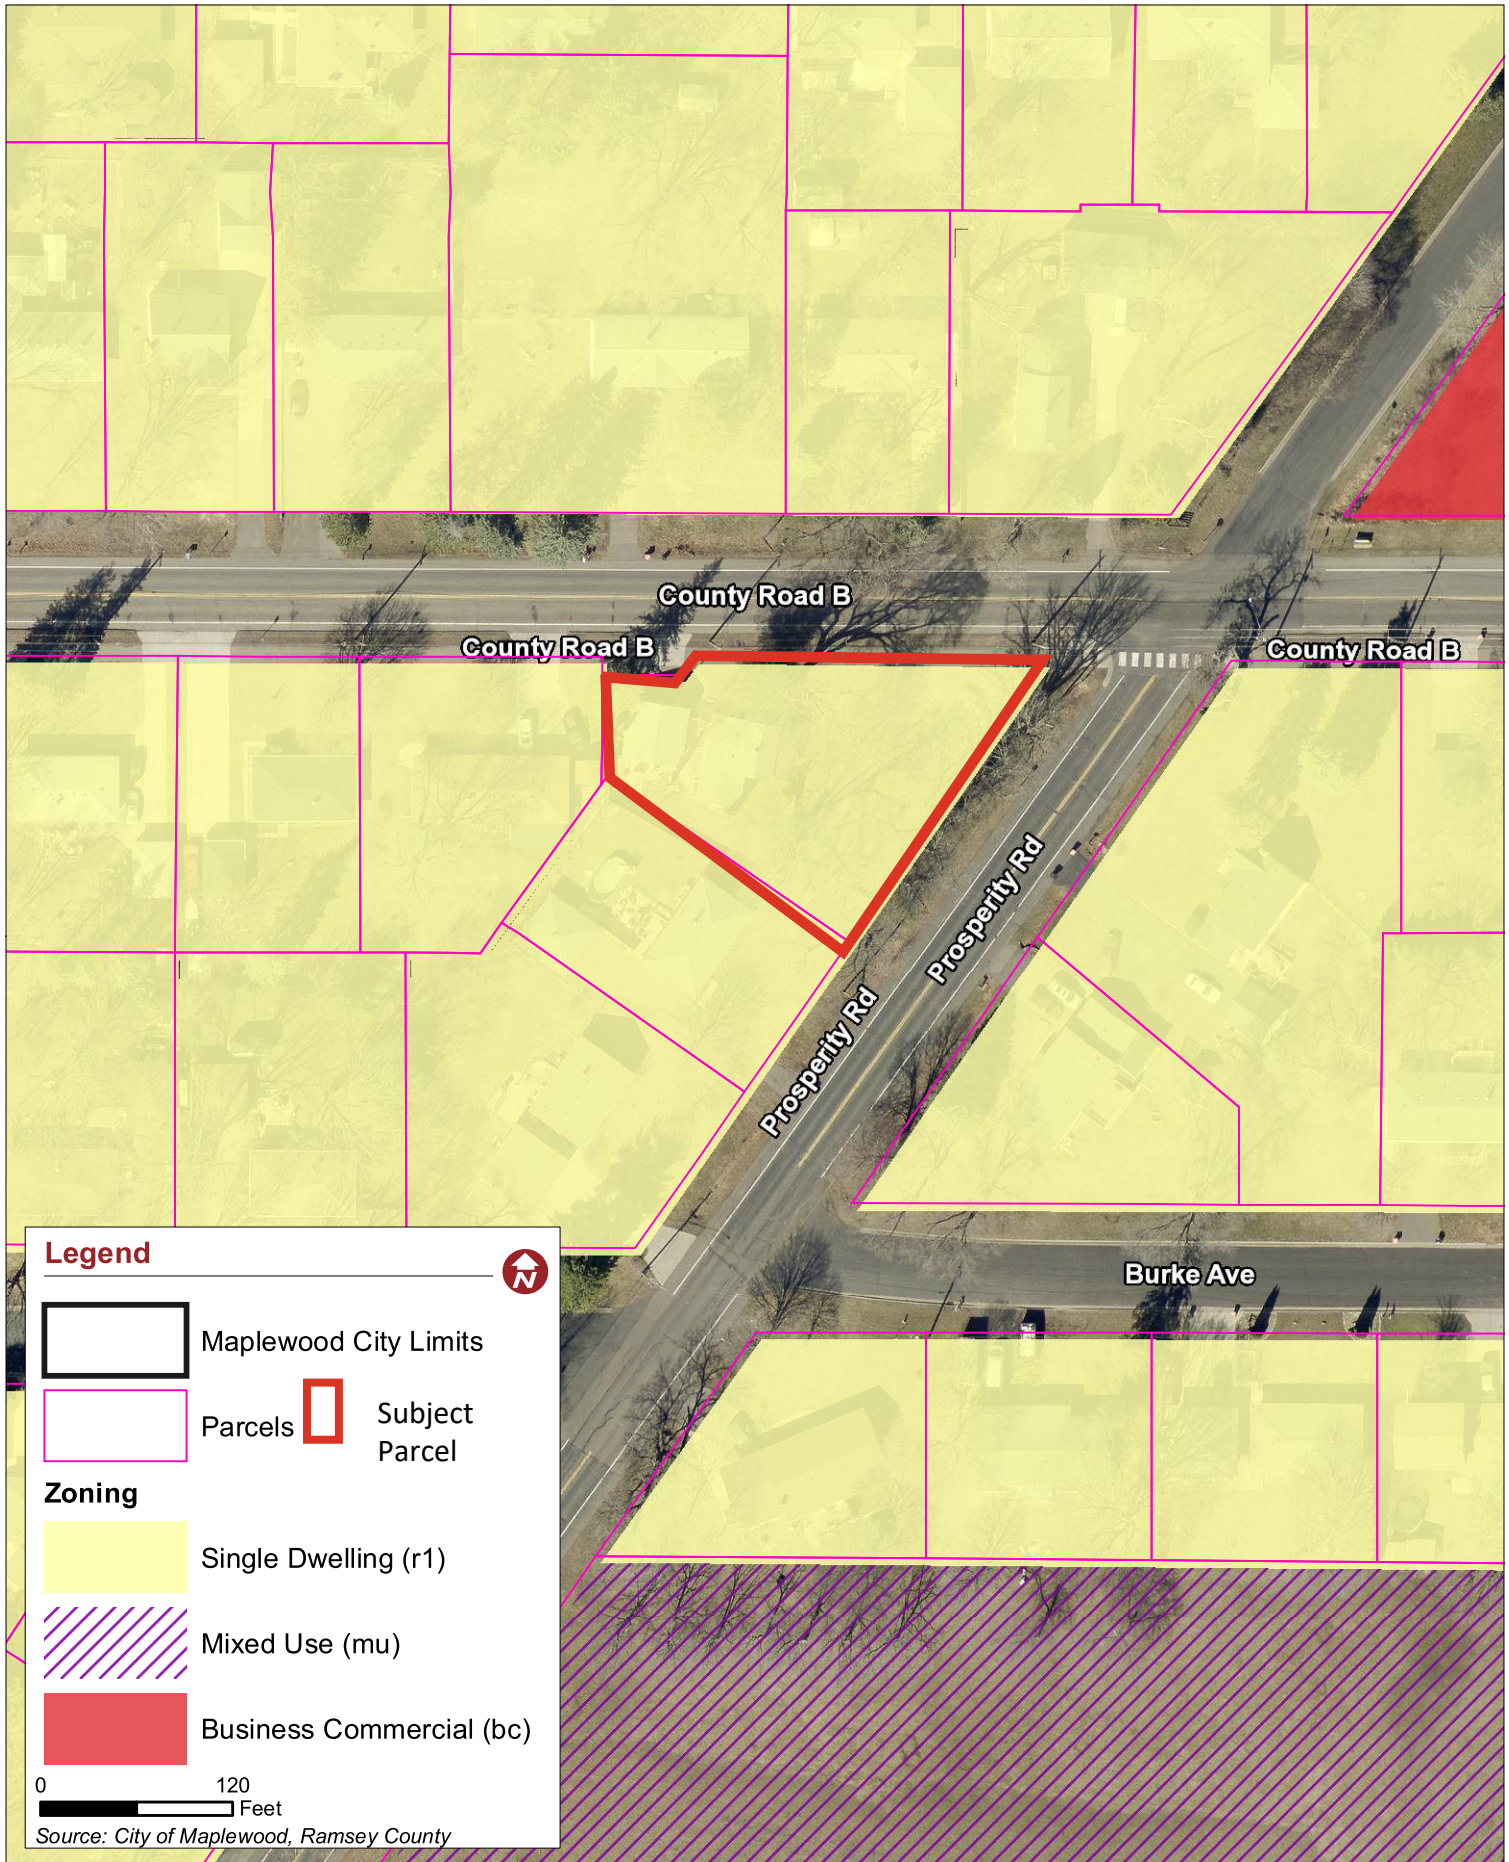 County Road B
County Road B
County Road B
Prosperity Rd
Prosperity Rd
Burke Ave
Legend
N
Maplewood City Limits
Parcels
Subject
Parcel
Zoning
Single Dwelling (r1)
Mixed Use (mu)
Business Commercial (bc)
0 120
Feet
Source: City of Maplewood, Ramsey County